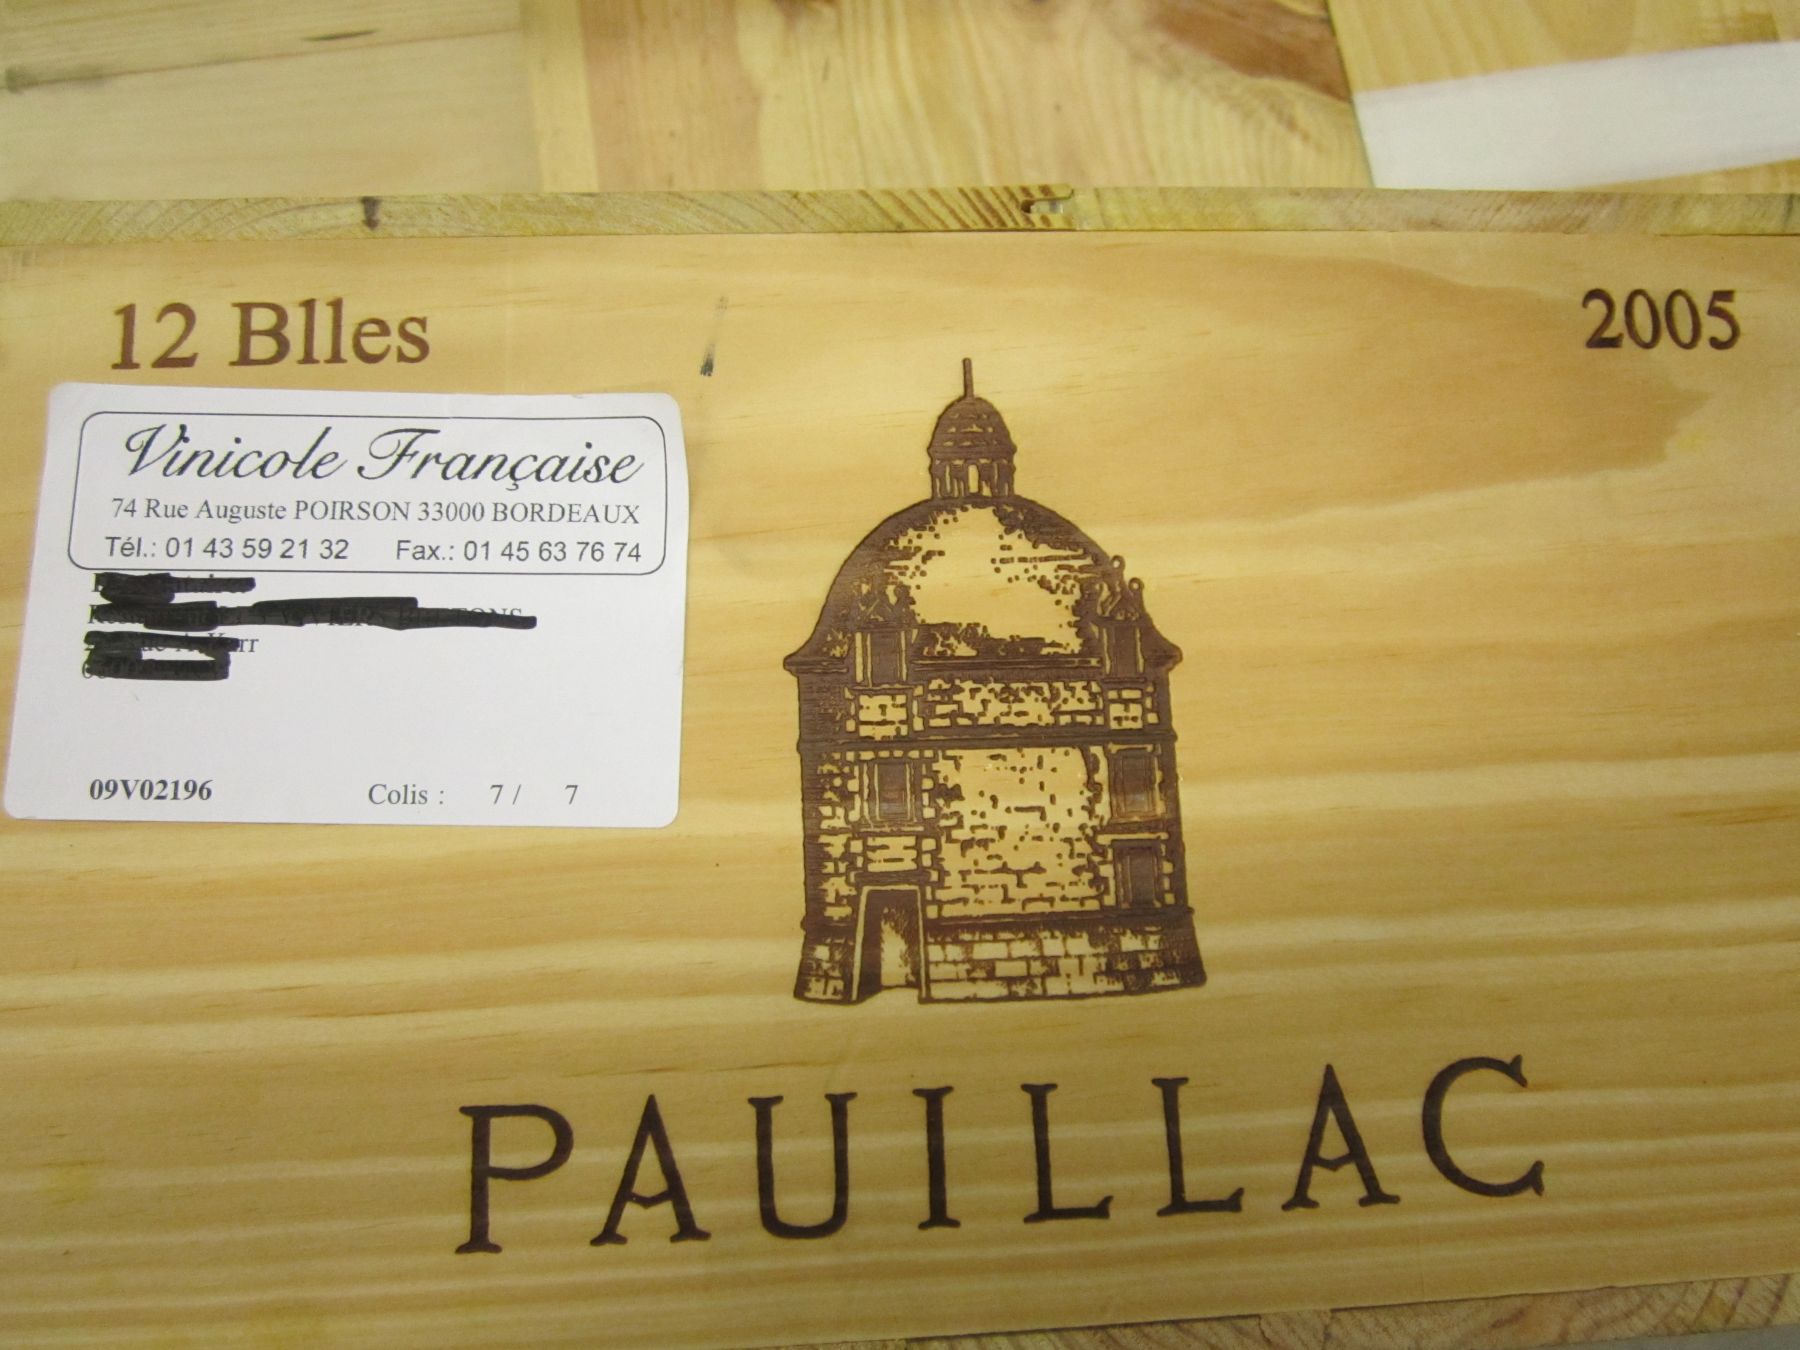 12 Blles
2005
Vinicole Française
74 Rue Auguste POIRSON 33000 BORDEAUX
Tél.: 01 43 59 21 32 Fax.: 01 45 63 76 74
09V02196 Colis : 7 / 7
PAUILLAC